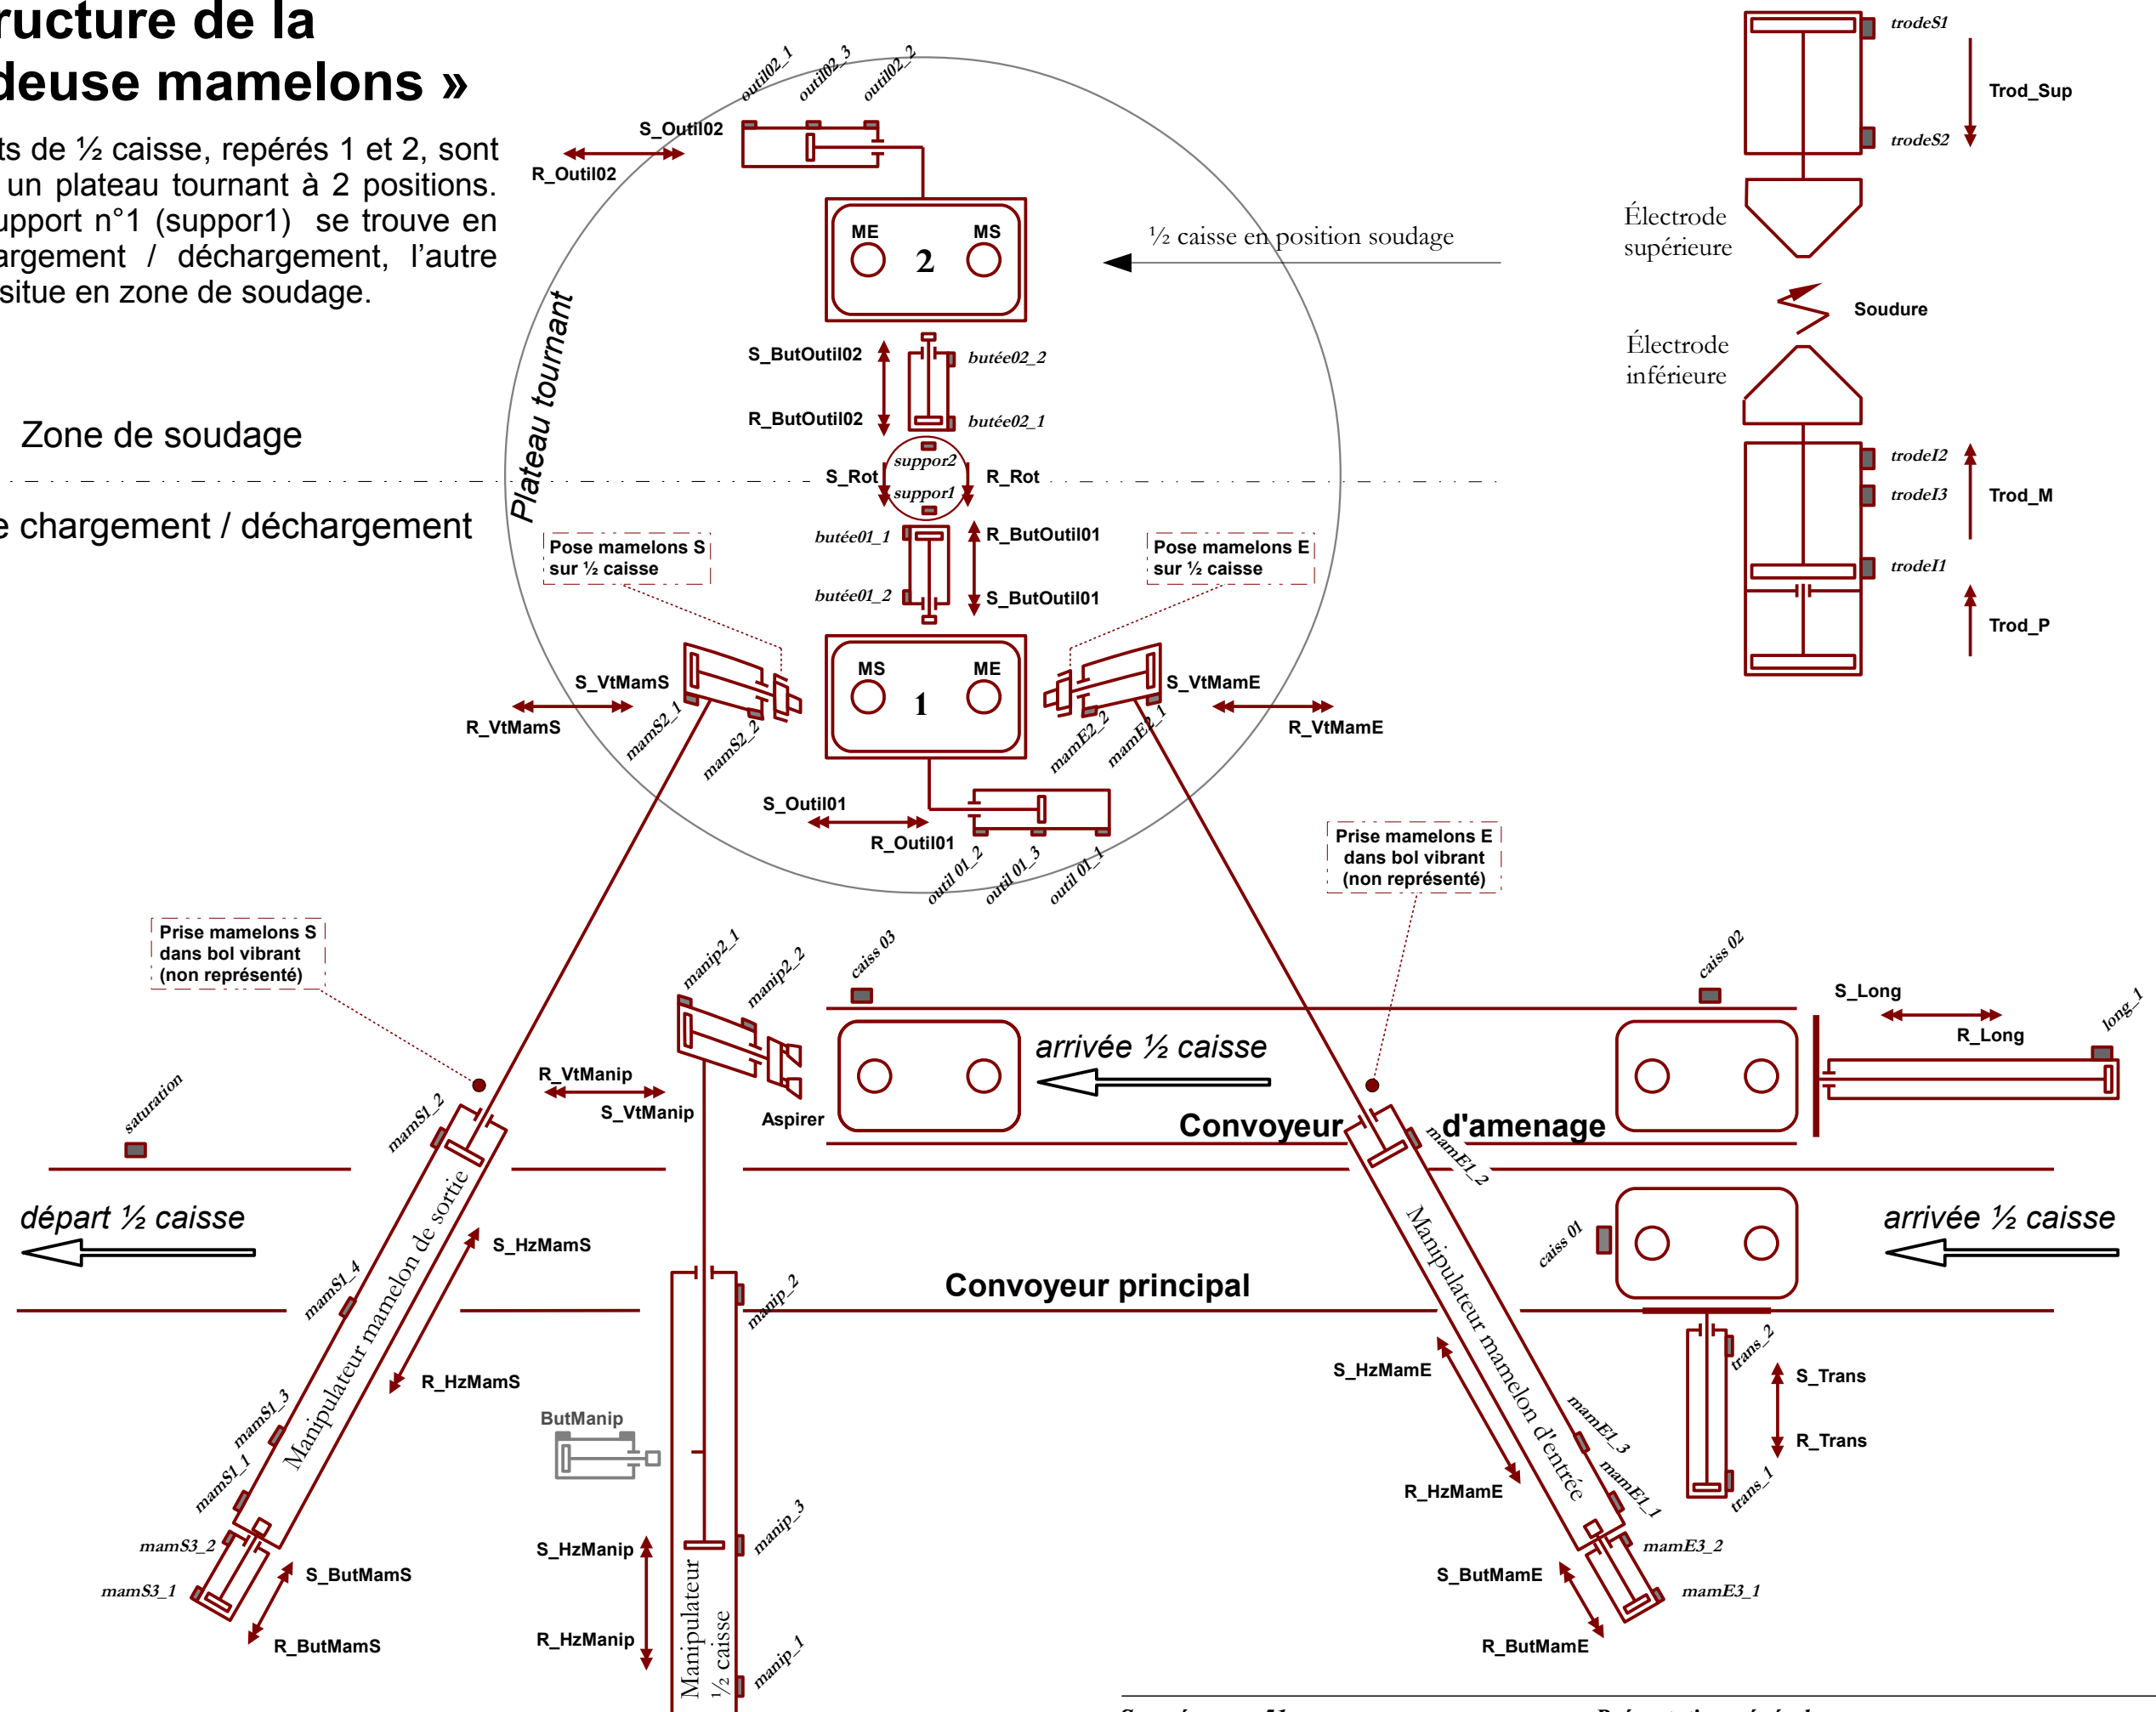 ructure de la
deuse mamelons »
ts de ½ caisse, repérés 1 et 2, sont
un plateau tournant à 2 positions.
upport n°1 (suppor1) se trouve en
argement / déchargement, l'autre
situe en zone de soudage.
Zone de soudage
e chargement / déchargement
outil02_1
outil02_3
outil02_2
S_Outil02
R_Outil02
ME
MS
2
½ caisse en position soudage
Plateau tournant
S_ButOutil02
butée02_2
R_ButOutil02
butée02_1
suppor2
S_Rot
R_Rot
suppor1
butée01_1
R_ButOutil01
butée01_2
S_ButOutil01
Pose mamelons S
sur ½ caisse
Pose mamelons E
sur ½ caisse
S_VtMamS
R_VtMamS
mamS2_1
mamS2_2
MS
ME
1
S_VtMamE
R_VtMamE
mamE2_2
mamE2_1
S_Outil01
R_Outil01
outil 01_2
outil 01_3
outil 01_1
trodeS1
Trod_Sup
trodeS2
Électrode
supérieure
Soudure
Électrode
inférieure
trodeI2
trodeI3
Trod_M
trodeI1
Trod_P
Prise mamelons E
dans bol vibrant
(non représenté)
Prise mamelons S
dans bol vibrant
(non représenté)
manip2_1
manip2_2
caiss 03
caiss 02
S_Long
R_Long
long_1
arrivée ½ caisse
R_VtManip
S_VtManip
Aspirer
Convoyeur d'amenage
saturation
mamS1_2
mamE1_2
départ ½ caisse
Manipulateur mamelon de sortie
S_HzMamS
R_HzMamS
mamS1_4
mamS1_3
mamS1_1
mamS3_2
mamS3_1
S_ButMamS
R_ButMamS
Convoyeur principal
manip_2
ButManip
manip_3
S_HzManip
R_HzManip
manip_1
Manipulateur
½ caisse
Manipulateur mamelon d'entrée
S_HzMamE
R_HzMamE
mamE1_3
mamE1_1
mamE3_2
mamE3_1
S_ButMamE
R_ButMamE
caiss 01
arrivée ½ caisse
trans_2
S_Trans
R_Trans
trans_1